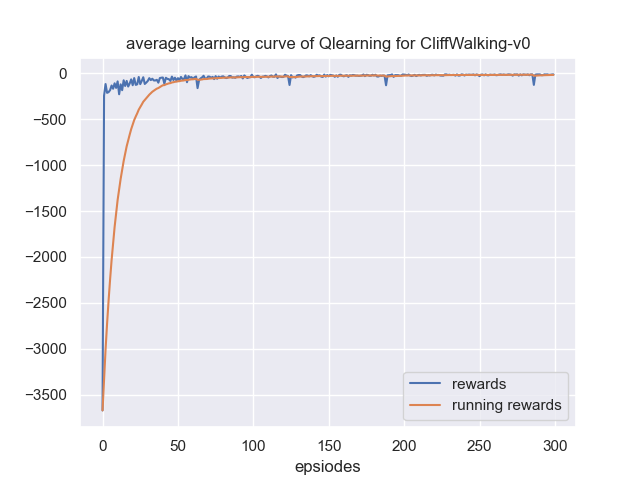 average learning curve of Qlearning for CliffWalking-v0
0
−500
−1000
−1500
−2000
−2500
−3000
−3500
rewards
running rewards
0 50 100 150 200 250 300
epsiodes